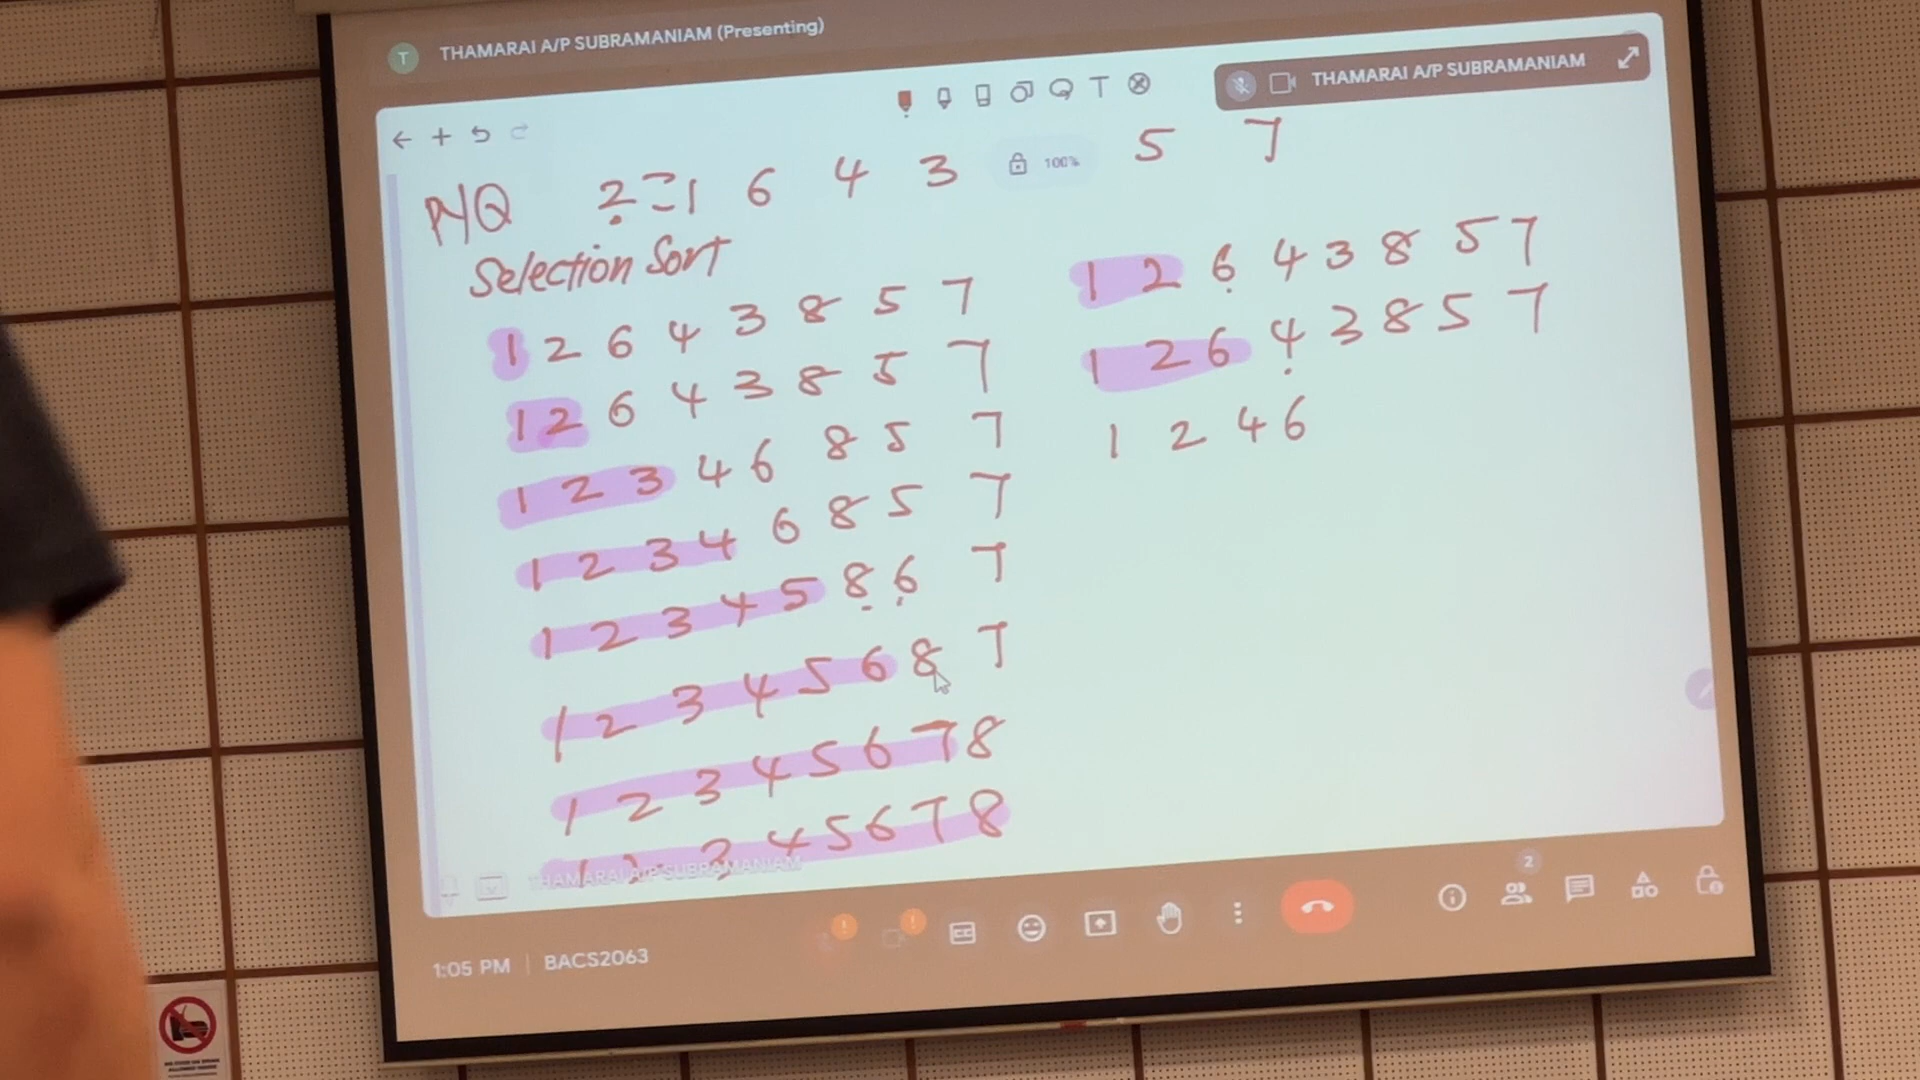 T THAMARAI A/P SUBRAMANIAM (Presenting)
THAMARAI A/P SUBRAMANIAM
P/Q 2 1 6 4 3 5 7
100%
Selection Sort
1 2 6 4 3 8 5 7
1 2 6 4 3 8 5 7
1 2 3 4 6 8 5 7
1 2 3 4 6 8 5 7
1 2 3 4 5 8 6 7
1 2 3 4 5 6 8 7
1 2 3 4 5 6 7 8
1 2 3 4 5 6 7 8
1 2 6 4 3 8 5 7
1 2 6 4 3 8 5 7
1 2 4 6
THAMARAI A/P SUBRAMANIAM
1:05 PM | BACS2063
2